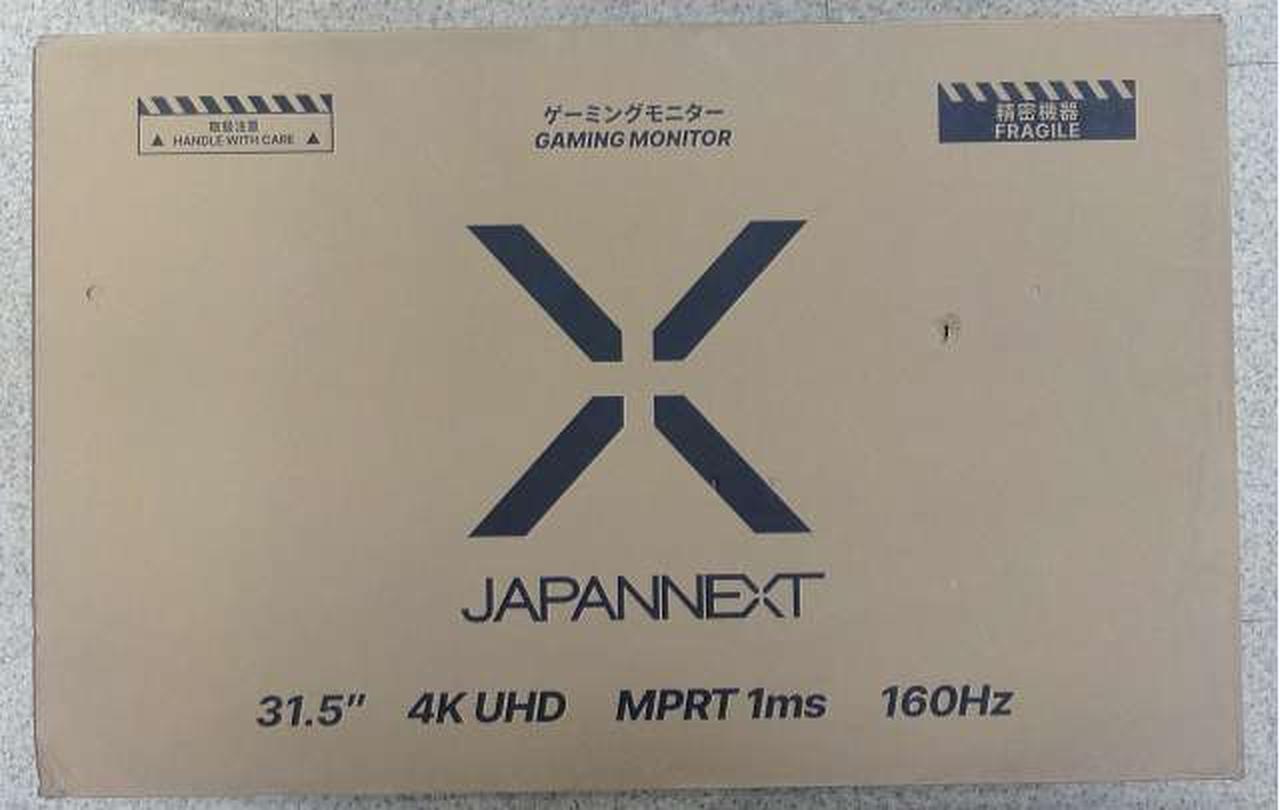 取扱注意
HANDLE WITH CARE
ゲーミングモニター
GAMING MONITOR
精密機器
FRAGILE
JAPANNEXT
31.5" 4K UHD MPRT 1ms 160Hz